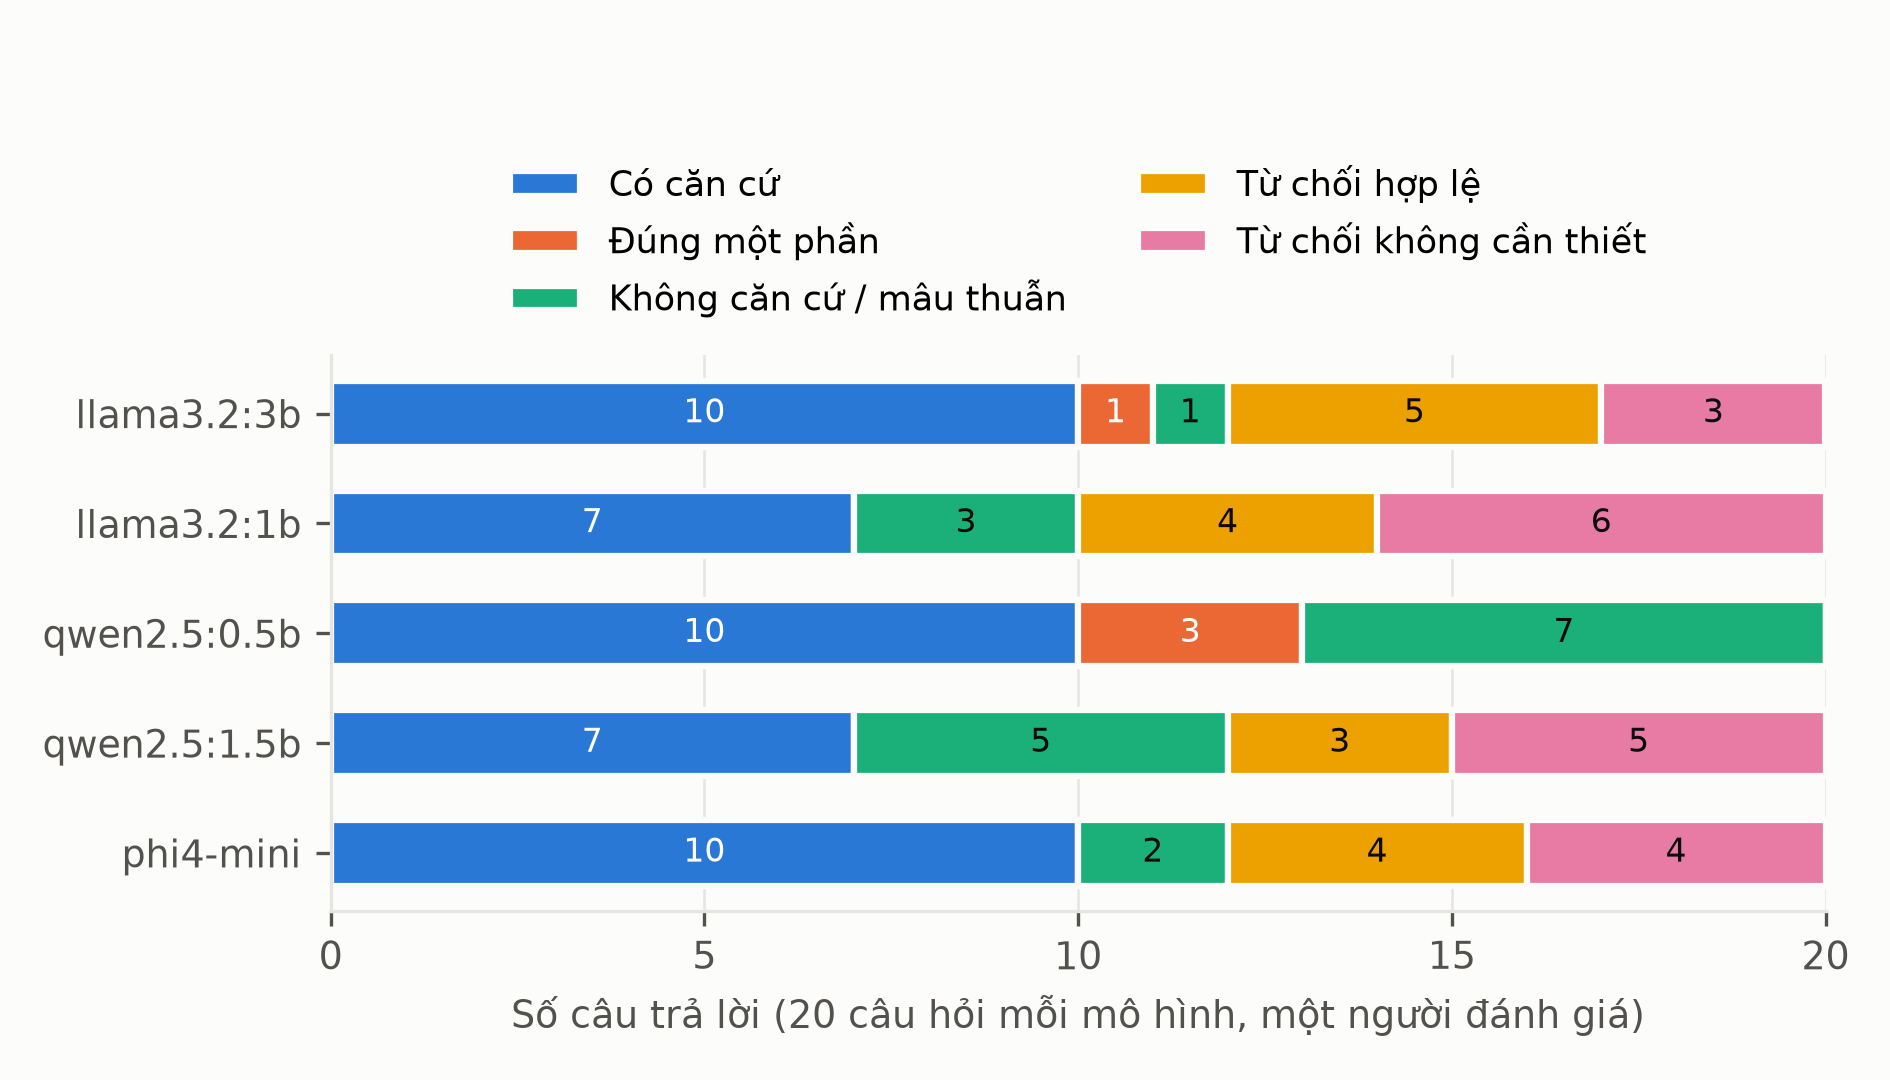 Có căn cứ
Đúng một phần
Không căn cứ / mâu thuẫn
Từ chối hợp lệ
Từ chối không cần thiết
llama3.2:3b 10 1 1 5 3
llama3.2:1b 7 3 4 6
qwen2.5:0.5b 10 3 7
qwen2.5:1.5b 7 5 3 5
phi4-mini 10 2 4 4
0 5 10 15 20
Số câu trả lời (20 câu hỏi mỗi mô hình, một người đánh giá)